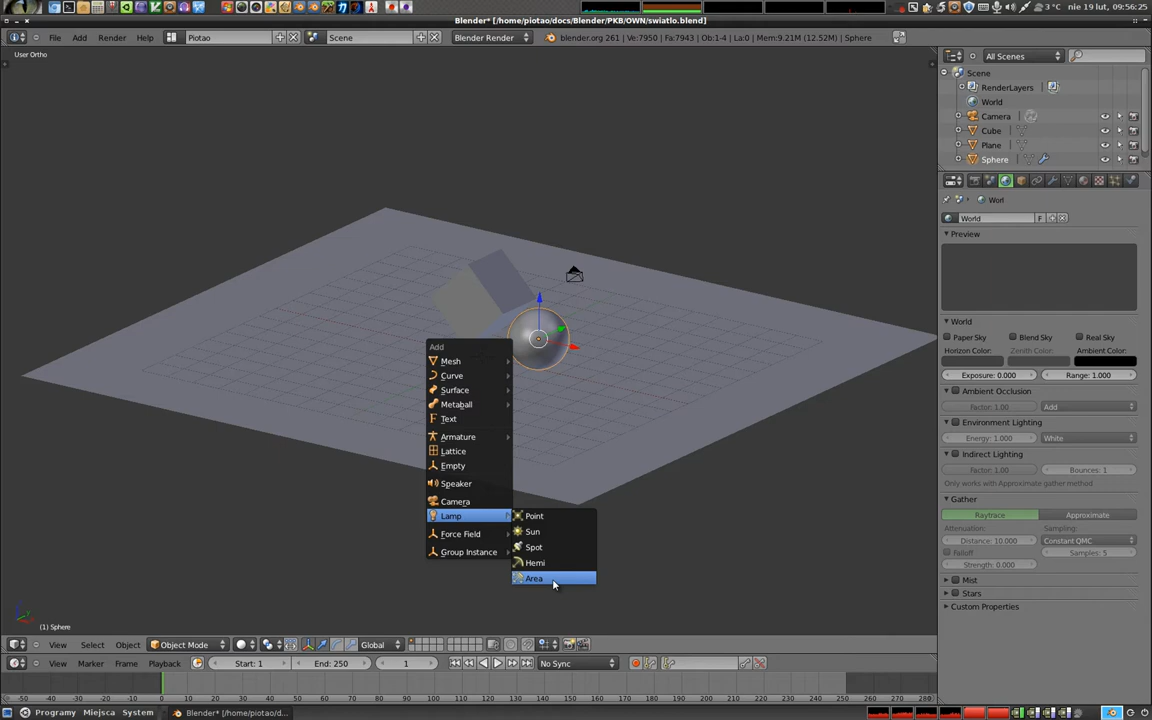 3°C nie 19 lut, 09:56:25
Blender* [/home/piotao/docs/Blender/PKB/OWN/swiatlo.blend]
File Add Render Help Piotao Scene Blender Render blender.org 261 | Ve:7950 | Fa:7943 | Ob:1-4 | La:0 | Mem:9.21M (12.52M) | Sphere
User Ortho
View Search All Scenes
Scene
RenderLayers
World
Camera
Cube
Plane
Sphere
Worl
World F
Preview
World
Paper Sky Blend Sky Real Sky
Horizon Color: Zenith Color: Ambient Color:
Exposure: 0.000 Range: 1.000
Ambient Occlusion
Factor: 1.00 Add
Environment Lighting
Energy: 1.000 White
Indirect Lighting
Factor: 1.00 Bounces: 1
Only works with Approximate gather method
Gather
Raytrace Approximate
Attenuation: Sampling:
Distance: 10.000 Constant QMC
Falloff Samples: 5
Strength: 0.000
Mist
Stars
Custom Properties
Add
Mesh
Curve
Surface
Metaball
Text
Armature
Lattice
Empty
Speaker
Camera
Lamp
Force Field
Group Instance
Point
Sun
Spot
Hemi
Area
(1) Sphere
View Select Object Object Mode Global
View Marker Frame Playback Start: 1 End: 250 1 No Sync
-50 -40 -30 -20 -10 0 10 20 30 40 50 60 70 80 90 100 110 120 130 140 150 160 170 180 190 200 210 220 230 240 250 260 270 280 290
Programy Miejsca System Blender* [/home/piotao/d...